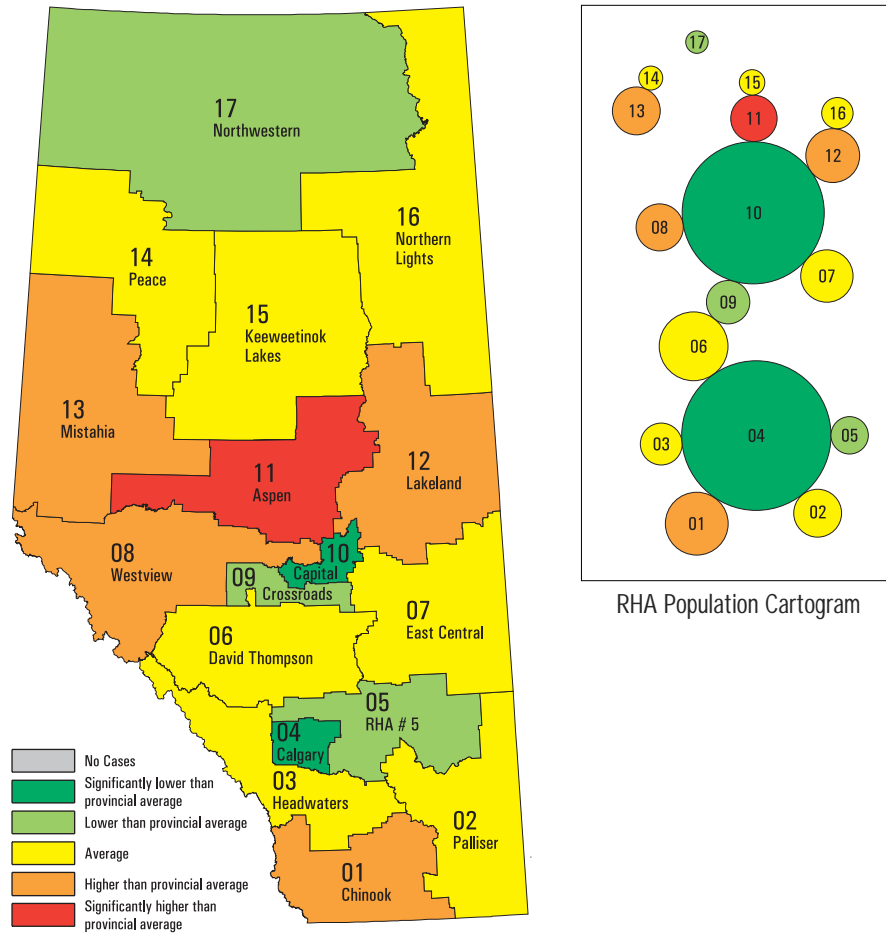 17
Northwestern
16
Northern
Lights
14
Peace
15
Keeweetinok
Lakes
13
Mistahia
12
Lakeland
11
Aspen
10
Capital
08
Westview
09
Crossroads
07
East Central
06
David Thompson
05
RHA # 5
04
Calgary
03
Headwaters
02
Palliser
01
Chinook
No Cases
Significantly lower than
provincial average
Lower than provincial average
Average
Higher than provincial average
Significantly higher than
provincial average
17
14
15
13
11
16
12
10
08
07
09
06
04
03
05
02
01
RHA Population Cartogram